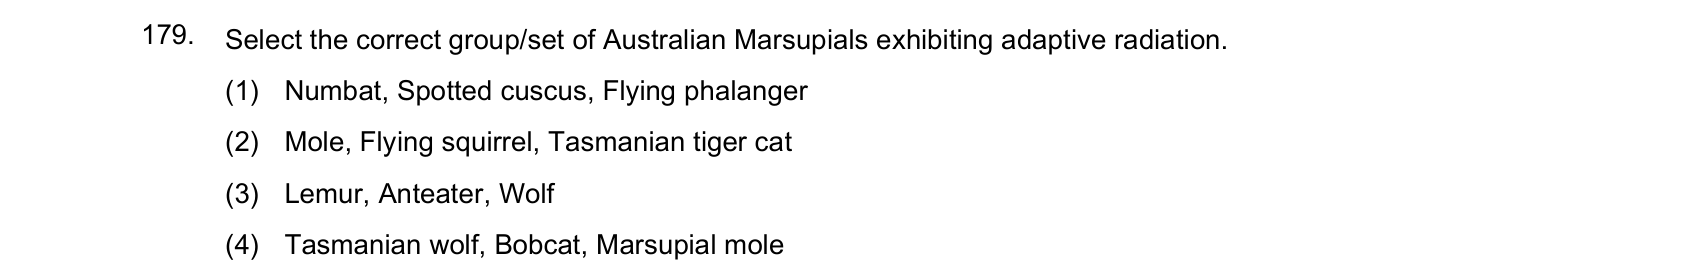 179. Select the correct group/set of Australian Marsupials exhibiting adaptive radiation.
(1) Numbat, Spotted cuscus, Flying phalanger
(2) Mole, Flying squirrel, Tasmanian tiger cat
(3) Lemur, Anteater, Wolf
(4) Tasmanian wolf, Bobcat, Marsupial mole